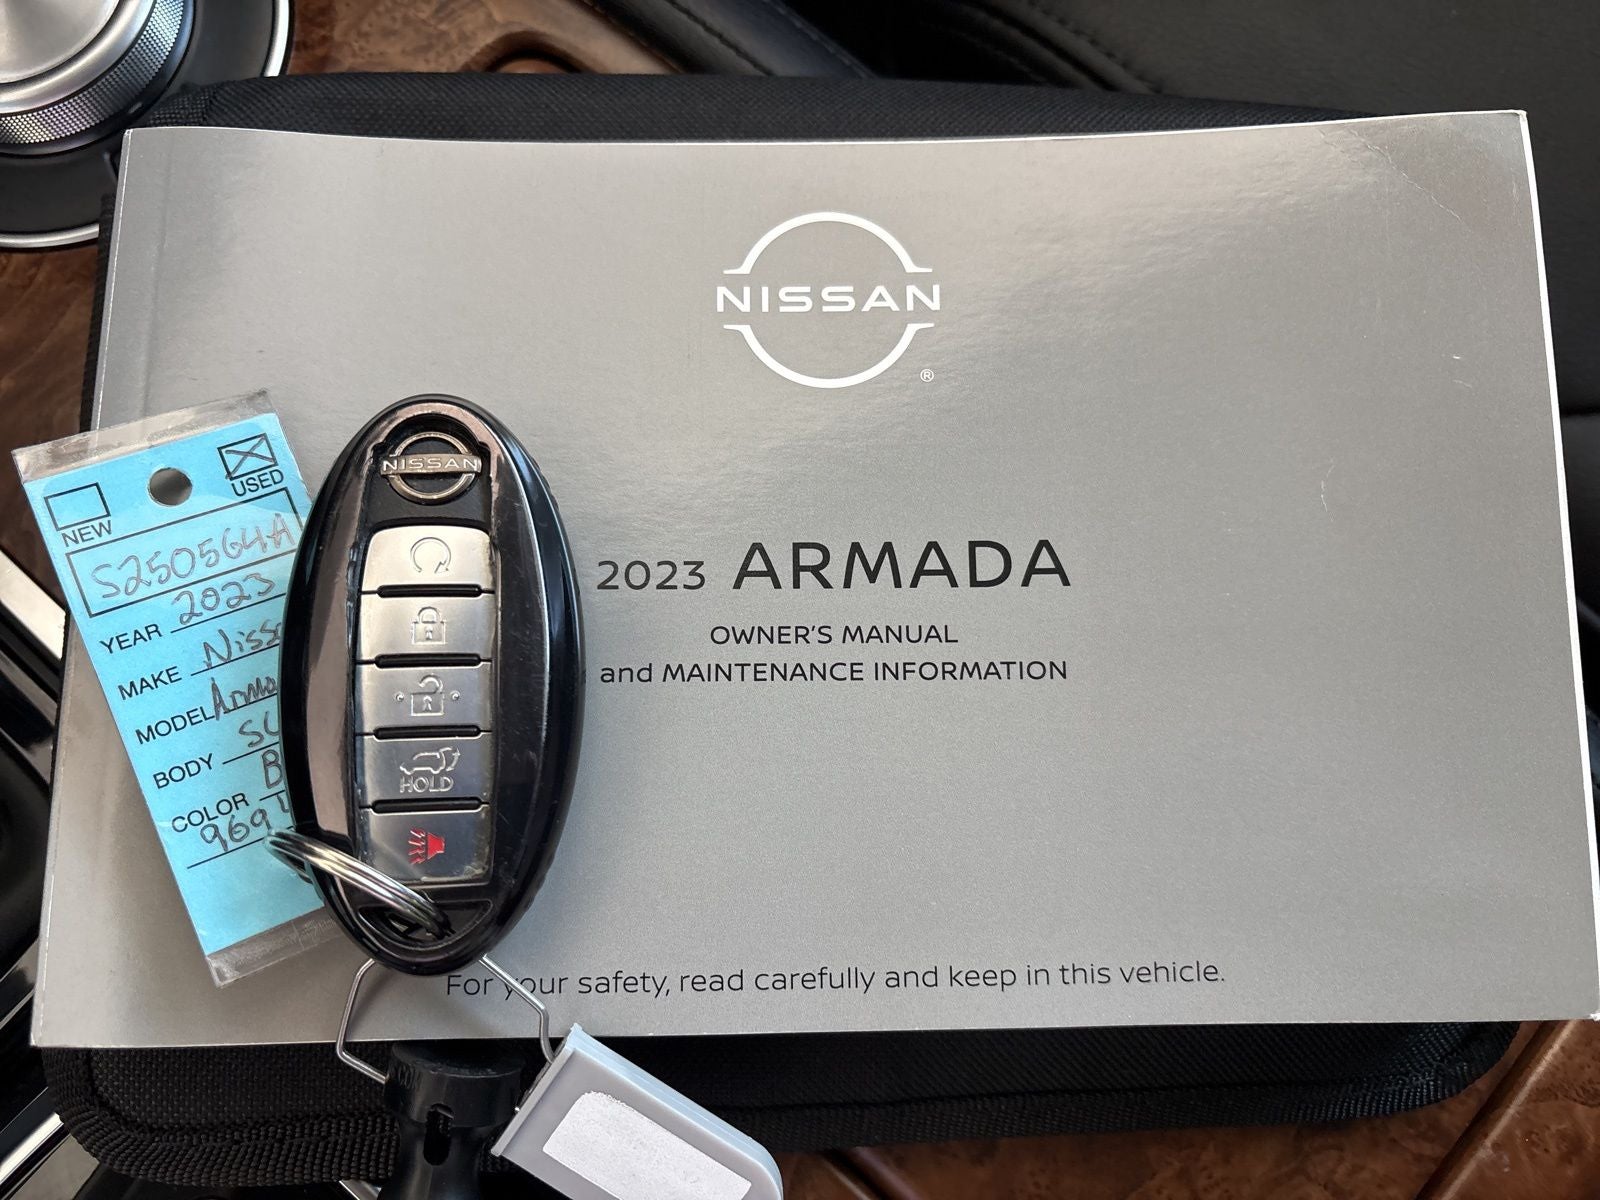 NISSAN
®
2023 ARMADA
OWNER'S MANUAL
and MAINTENANCE INFORMATION
For your safety, read carefully and keep in this vehicle.
NISSAN
HOLD
NEW
USED
S250564A
YEAR 2023
MAKE
MODEL
BODY
COLOR